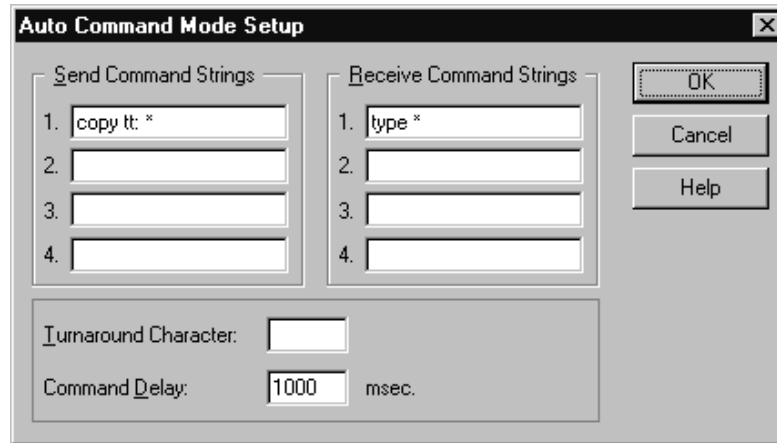 Auto Command Mode Setup
Send Command Strings
1. copy tt: *
2.
3.
4.
Receive Command Strings
1. type *
2.
3.
4.
OK
Cancel
Help
Turnaround Character:
Command Delay: 1000 msec.